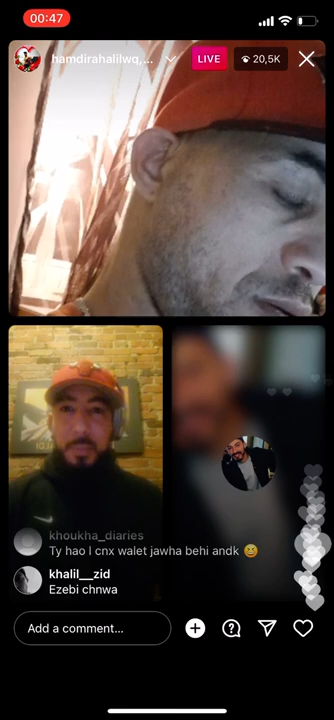 00:47
hamdirahalilwq,...
LIVE
20,5K
khoukha_diaries
Ty hao l cnx walet jawha behi andk 😆
khalil__zid
Ezebi chnwa
Add a comment...